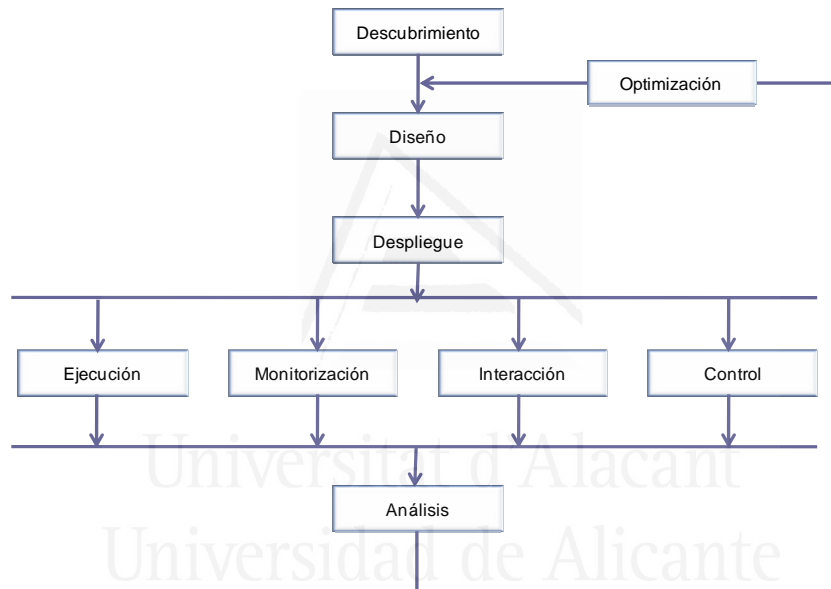 Descubrimiento
Optimización
Diseño
Despliegue
Ejecución
Monitorización
Interacción
Control
Universitat d'Alacant
Análisis
Universidad de Alicante